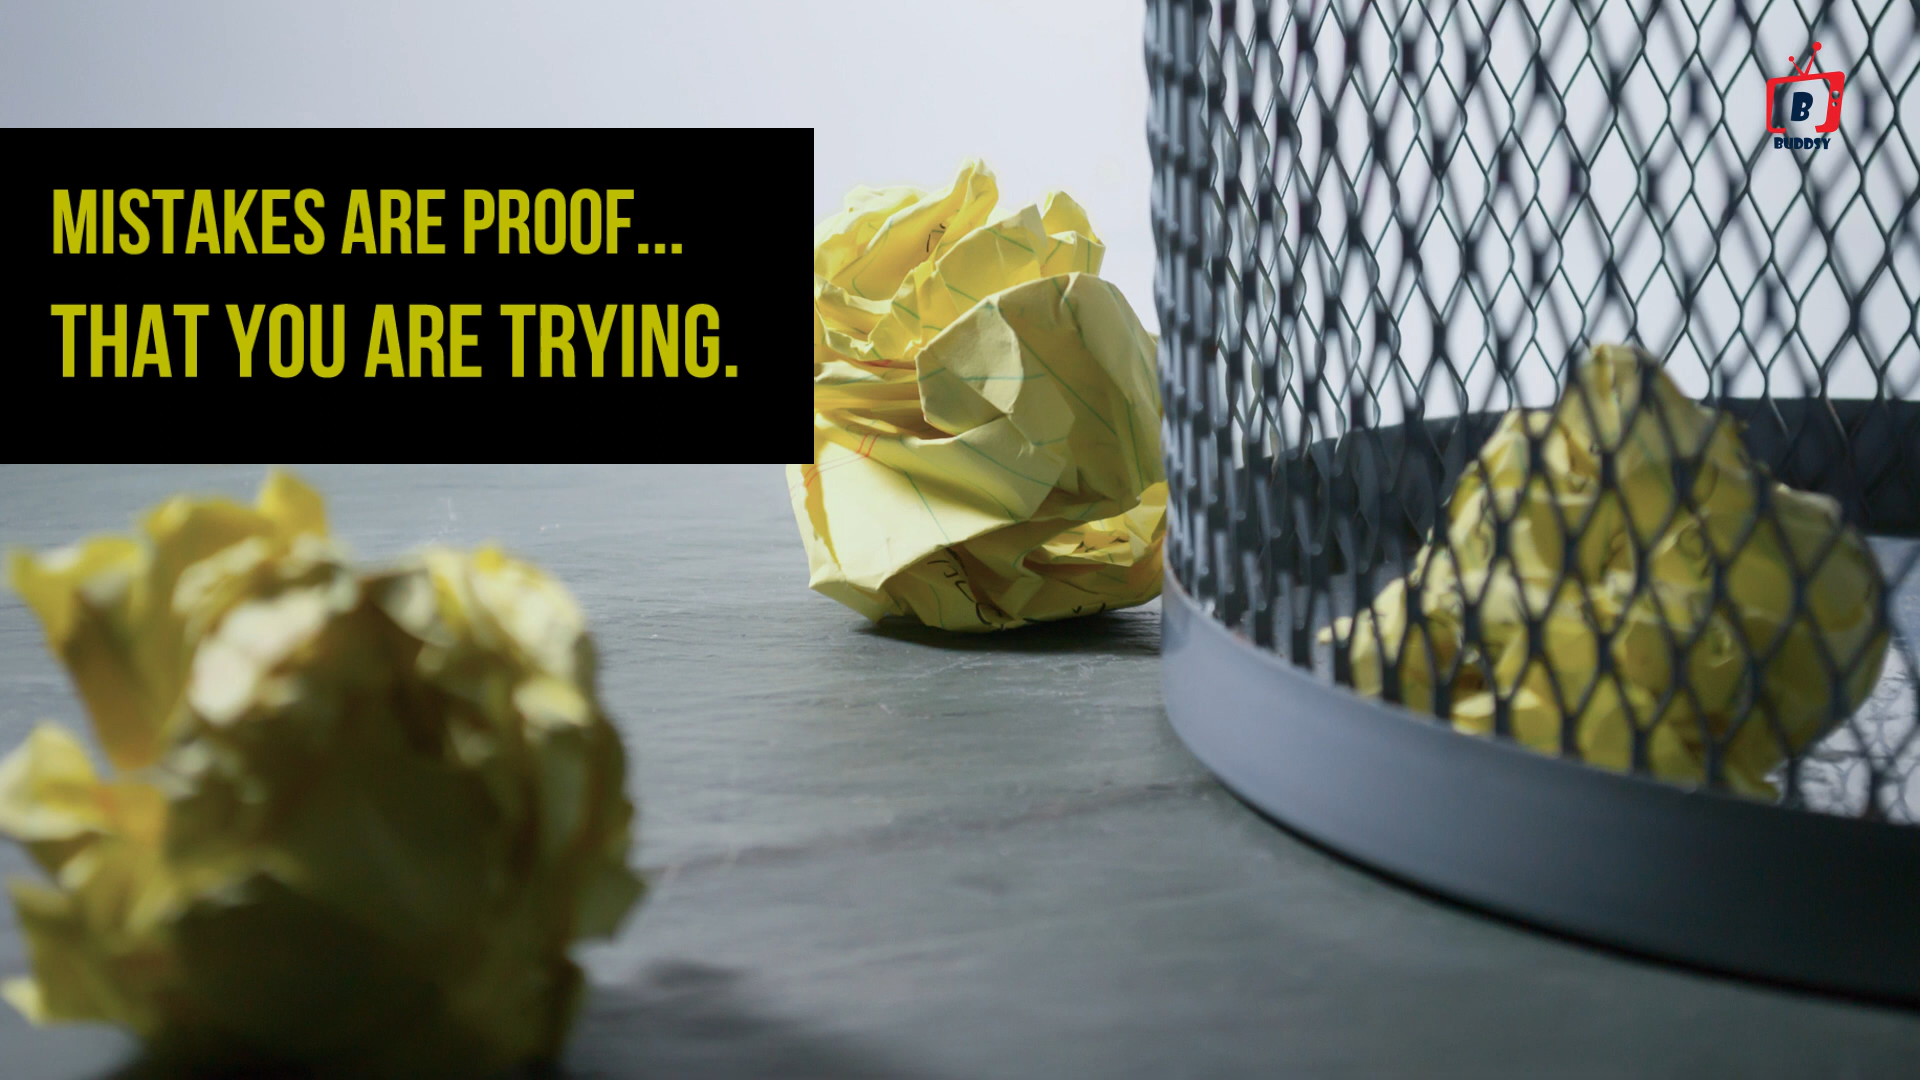 MISTAKES ARE PROOF...
THAT YOU ARE TRYING.
B
BUDDSY